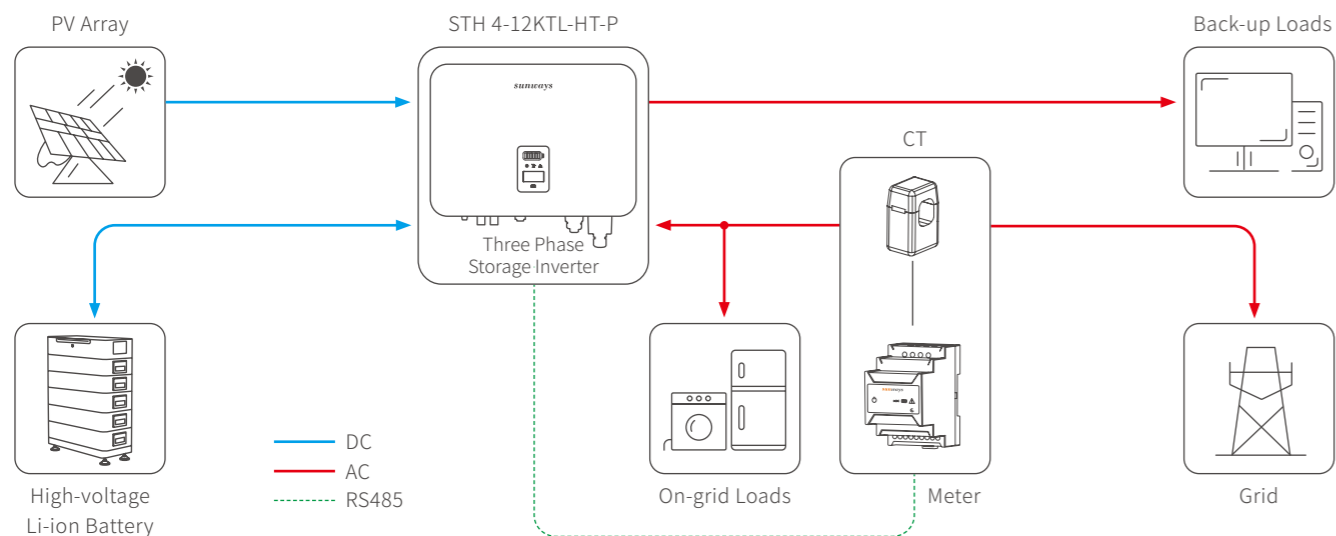 PV Array
STH 4-12KTL-HT-P
Back-up Loads
sunways
CT
Three Phase
Storage Inverter
DC
AC
RS485
High-voltage
Li-ion Battery
On-grid Loads
Meter
Grid